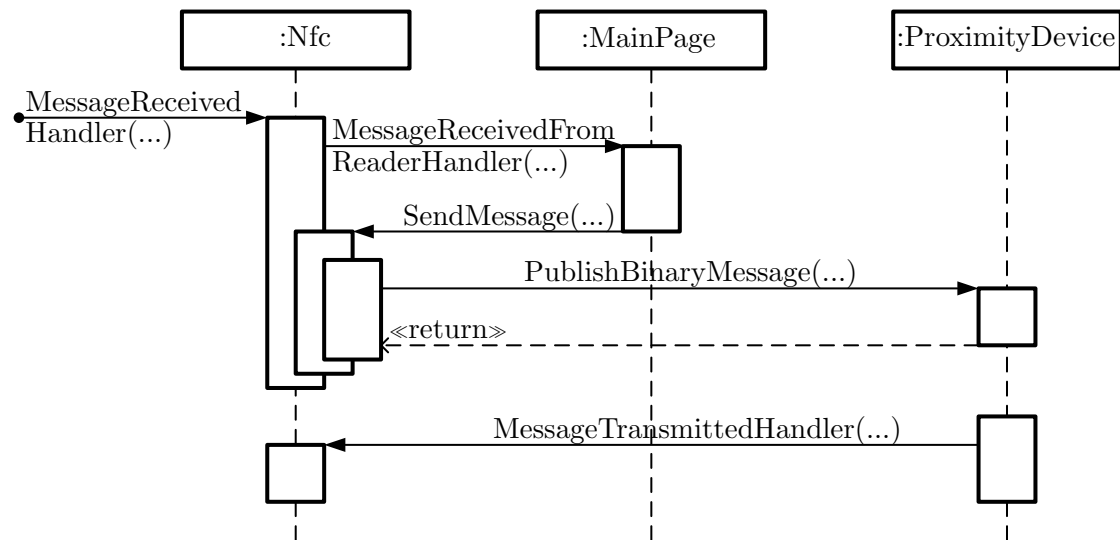 :Nfc
:MainPage
:ProximityDevice
MessageReceived
Handler(...)
MessageReceivedFrom
ReaderHandler(...)
SendMessage(...)
PublishBinaryMessage(...)
≪return≫
MessageTransmittedHandler(...)